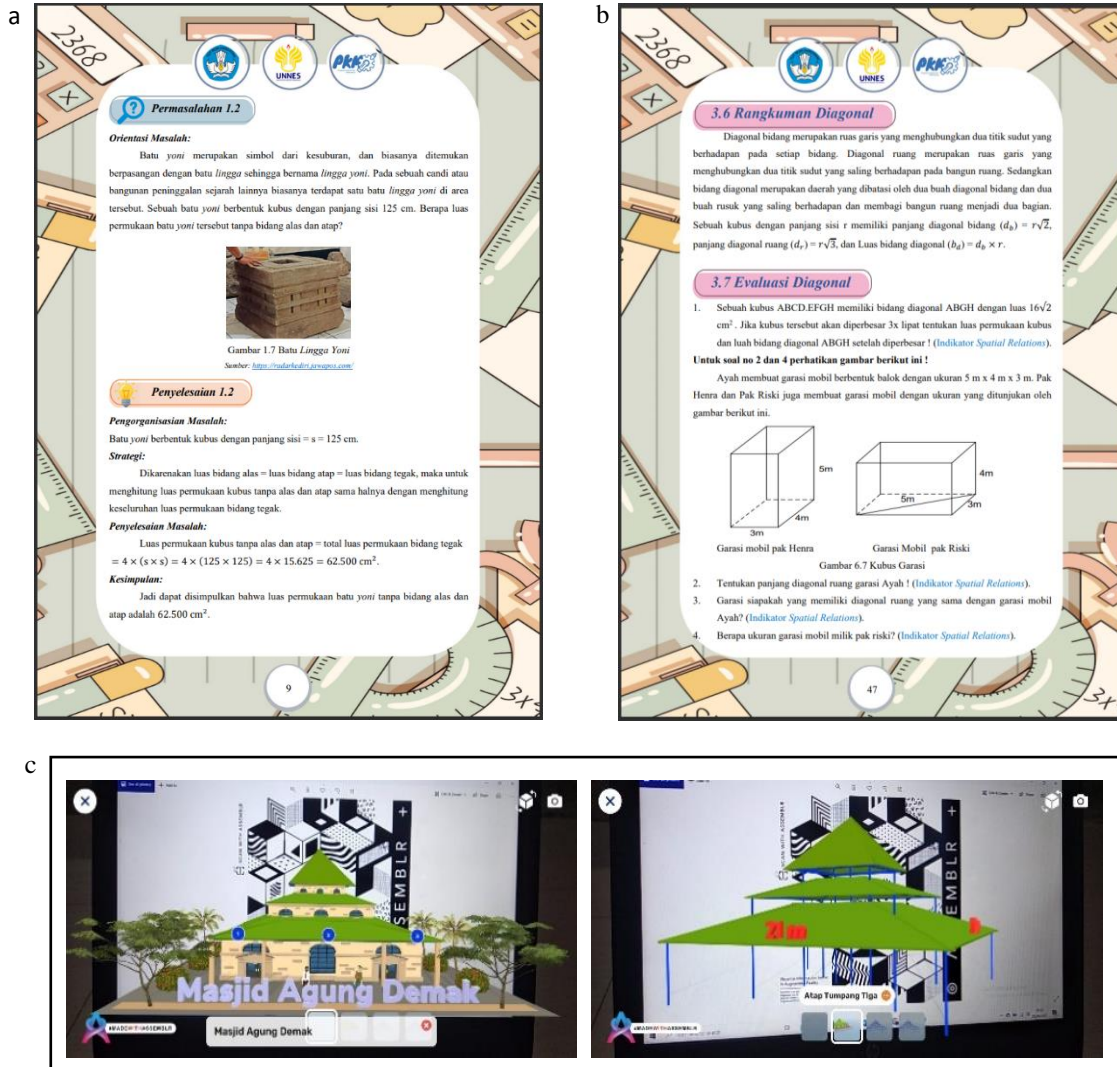 a
2368
UNNES
PKK
Permasalahan 1.2
Orientasi Masalah:
Batu yoni merupakan simbol dari kesuburan, dan biasanya ditemukan
berpasangan dengan batu lingga sehingga bernama lingga yoni. Pada sebuah candi atau
bangunan peninggalan sejarah lainnya biasanya terdapat satu batu lingga yoni di area
tersebut. Sebuah batu yoni berbentuk kubus dengan panjang sisi 125 cm. Berapa luas
permukaan batu yoni tersebut tanpa bidang alas dan atap?
Gambar 1.7 Batu Lingga Yoni
Sumber: https://radarkediri.jawapos.com/
Penyelesaian 1.2
Pengorganisasian Masalah:
Batu yoni berbentuk kubus dengan panjang sisi = s = 125 cm.
Strategi:
Dikarenakan luas bidang alas = luas bidang atap = luas bidang tegak, maka untuk
menghitung luas permukaan kubus tanpa alas dan atap sama halnya dengan menghitung
keseluruhan luas permukaan bidang tegak.
Penyelesaian Masalah:
Luas permukaan kubus tanpa alas dan atap = total luas permukaan bidang tegak
= 4 × (s × s) = 4 × (125 × 125) = 4 × 15.625 = 62.500 cm².
Kesimpulan:
Jadi dapat disimpulkan bahwa luas permukaan batu yoni tanpa bidang alas dan
atap adalah 62.500 cm².
9
b
2368
UNNES
PKK
3.6 Rangkuman Diagonal
Diagonal bidang merupakan ruas garis yang menghubungkan dua titik sudut yang
berhadapan pada setiap bidang. Diagonal ruang merupakan ruas garis yang
menghubungkan dua titik sudut yang saling berhadapan pada bangun ruang. Sedangkan
bidang diagonal merupakan daerah yang dibatasi oleh dua buah diagonal bidang dan dua
buah rusuk yang saling berhadapan dan membagi bangun ruang menjadi dua bagian.
Sebuah kubus dengan panjang sisi r memiliki panjang diagonal bidang (d_b) = r√2,
panjang diagonal ruang (d_r) = r√3, dan Luas bidang diagonal (b_d) = d_b × r.
3.7 Evaluasi Diagonal
1. Sebuah kubus ABCD.EFGH memiliki bidang diagonal ABGH dengan luas 16√2
cm² . Jika kubus tersebut akan diperbesar 3x lipat tentukan luas permukaan kubus
dan luah bidang diagonal ABGH setelah diperbesar ! (Indikator Spatial Relations).
Untuk soal no 2 dan 4 perhatikan gambar berikut ini !
Ayah membuat garasi mobil berbentuk balok dengan ukuran 5 m x 4 m x 3 m. Pak
Henra dan Pak Riski juga membuat garasi mobil dengan ukuran yang ditunjukan oleh
gambar berikut ini.
5m
4m
3m
4m
5m
3m
Garasi mobil pak Henra
Garasi Mobil pak Riski
Gambar 6.7 Kubus Garasi
2. Tentukan panjang diagonal ruang garasi Ayah ! (Indikator Spatial Relations).
3. Garasi siapakah yang memiliki diagonal ruang yang sama dengan garasi mobil
Ayah? (Indikator Spatial Relations).
4. Berapa ukuran garasi mobil milik pak riski? (Indikator Spatial Relations).
47
c
SEMBLR +
1
2
3
Masjid Agung Demak
#MADEWITHASSEMBLR
Masjid Agung Demak
EMBLR +
21 m
Atap Tumpang Tiga
#MADEWITHASSEMBLR